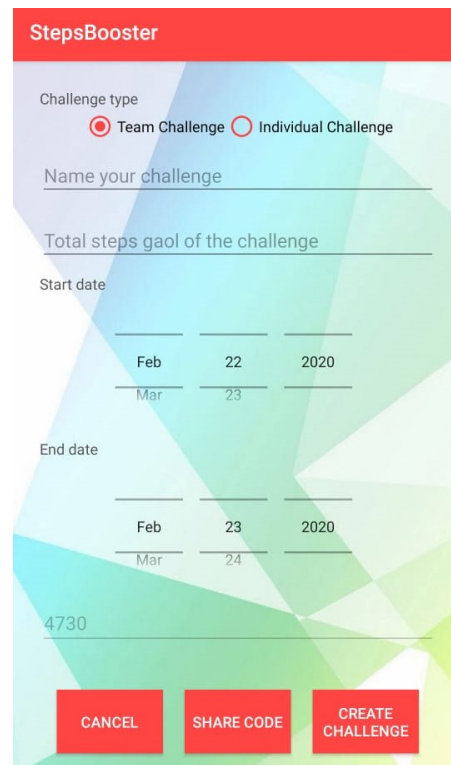 StepsBooster
Challenge type
Team Challenge Individual Challenge
Name your challenge
Total steps gaol of the challenge
Start date
Feb 22 2020
Mar 23
End date
Feb 23 2020
Mar 24
4730
CANCEL SHARE CODE CREATE CHALLENGE